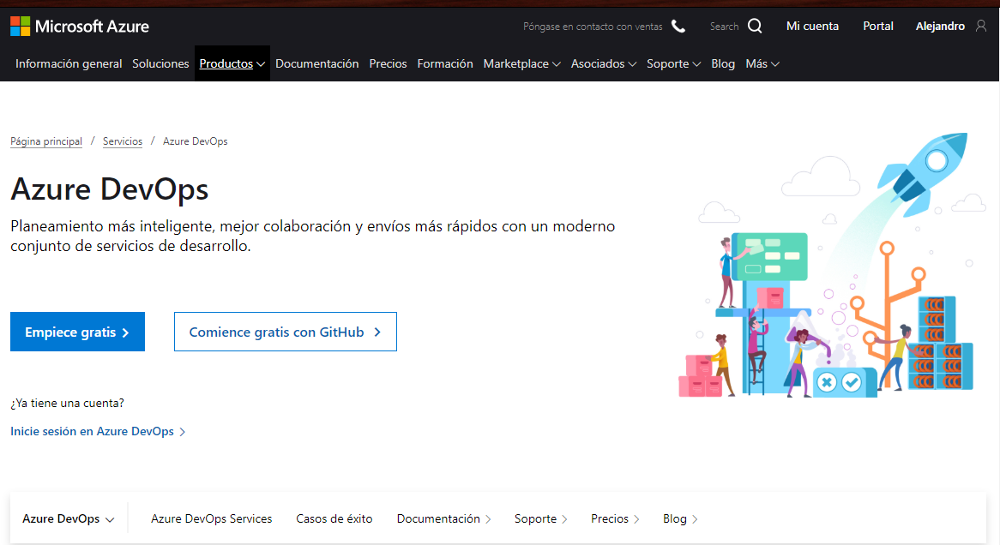 Microsoft Azure
Póngase en contacto con ventas Search Mi cuenta Portal Alejandro
Información general Soluciones Productos Documentación Precios Formación Marketplace Asociados Soporte Blog Más
Página principal / Servicios / Azure DevOps
Azure DevOps
Planeamiento más inteligente, mejor colaboración y envíos más rápidos con un moderno
conjunto de servicios de desarrollo.
Empiece gratis
Comience gratis con GitHub
¿Ya tiene una cuenta?
Inicie sesión en Azure DevOps
Azure DevOps Azure DevOps Services Casos de éxito Documentación Soporte Precios Blog